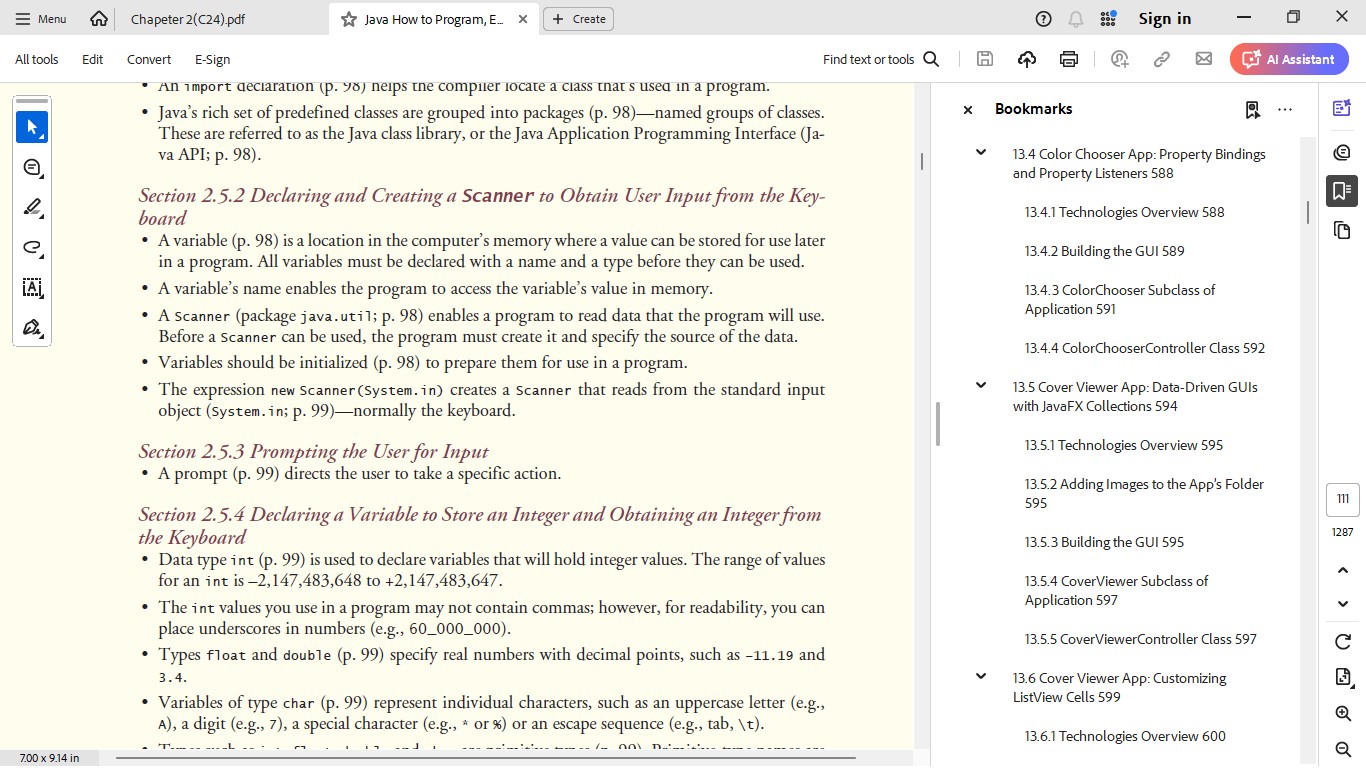 Menu
Chapeter 2(C24).pdf
Java How to Program, E...
Create
Sign in
All tools
Edit
Convert
E-Sign
Find text or tools
AI Assistant
• An import declaration (p. 98) helps the compiler locate a class that's used in a program.
• Java's rich set of predefined classes are grouped into packages (p. 98)—named groups of classes.
These are referred to as the Java class library, or the Java Application Programming Interface (Ja-
va API; p. 98).
Section 2.5.2 Declaring and Creating a Scanner to Obtain User Input from the Key-
board
• A variable (p. 98) is a location in the computer's memory where a value can be stored for use later
in a program. All variables must be declared with a name and a type before they can be used.
• A variable's name enables the program to access the variable's value in memory.
• A Scanner (package java.util; p. 98) enables a program to read data that the program will use.
Before a Scanner can be used, the program must create it and specify the source of the data.
• Variables should be initialized (p. 98) to prepare them for use in a program.
• The expression new Scanner(System.in) creates a Scanner that reads from the standard input
object (System.in; p. 99)—normally the keyboard.
Section 2.5.3 Prompting the User for Input
• A prompt (p. 99) directs the user to take a specific action.
Section 2.5.4 Declaring a Variable to Store an Integer and Obtaining an Integer from
the Keyboard
• Data type int (p. 99) is used to declare variables that will hold integer values. The range of values
for an int is –2,147,483,648 to +2,147,483,647.
• The int values you use in a program may not contain commas; however, for readability, you can
place underscores in numbers (e.g., 60_000_000).
• Types float and double (p. 99) specify real numbers with decimal points, such as –11.19 and
3.4.
• Variables of type char (p. 99) represent individual characters, such as an uppercase letter (e.g.,
A), a digit (e.g., 7), a special character (e.g., * or %) or an escape sequence (e.g., tab, \t).
7.00 x 9.14 in
Bookmarks
13.4 Color Chooser App: Property Bindings
and Property Listeners 588
13.4.1 Technologies Overview 588
13.4.2 Building the GUI 589
13.4.3 ColorChooser Subclass of
Application 591
13.4.4 ColorChooserController Class 592
13.5 Cover Viewer App: Data-Driven GUIs
with JavaFX Collections 594
13.5.1 Technologies Overview 595
13.5.2 Adding Images to the App's Folder
595
13.5.3 Building the GUI 595
13.5.4 CoverViewer Subclass of
Application 597
13.5.5 CoverViewerController Class 597
13.6 Cover Viewer App: Customizing
ListView Cells 599
13.6.1 Technologies Overview 600
111
1287